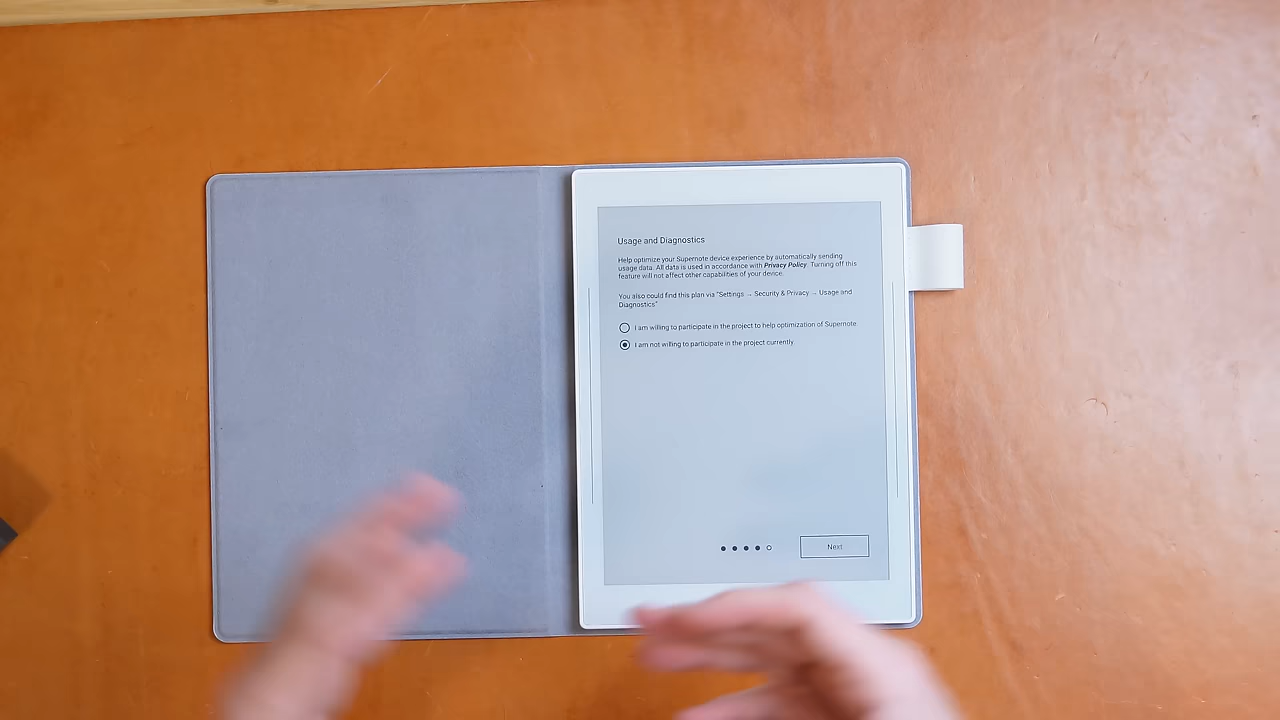 Usage and Diagnostics
Help optimize your Supernote device experience by automatically sending
usage data. All data is used in accordance with Privacy Policy. Turning off this
feature will not affect other capabilities of your device.
You also could find this plan via "Settings → Security & Privacy → Usage and
Diagnostics"
I am willing to participate in the project to help optimization of Supernote
I am not willing to participate in the project currently.
Next